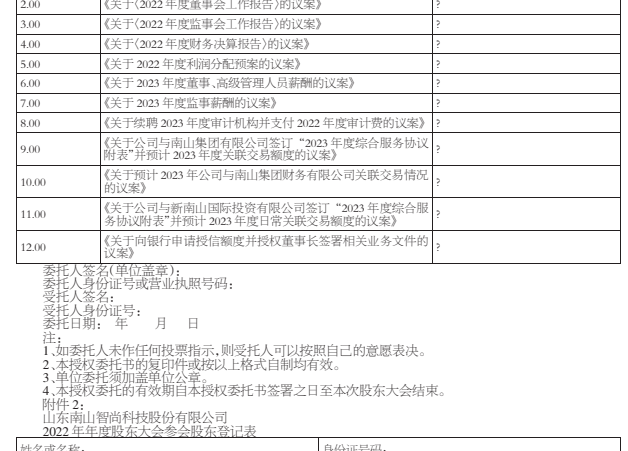 2.00 《关于〈2022 年度董事会工作报告〉的议案》 ?
3.00 《关于〈2022 年度监事会工作报告〉的议案》 ?
4.00 《关于〈2022 年度财务决算报告〉的议案》 ?
5.00 《关于 2022 年度利润分配预案的议案》 ?
6.00 《关于 2023 年度董事、高级管理人员薪酬的议案》 ?
7.00 《关于 2023 年度监事薪酬的议案》 ?
8.00 《关于续聘 2023 年度审计机构并支付 2022 年度审计费的议案》 ?
9.00 《关于公司与南山集团有限公司签订 “2023 年度综合服务协议
附表”并预计 2023 年度关联交易额度的议案》 ?
10.00 《关于预计 2023 年公司与南山集团财务有限公司关联交易情况
的议案》 ?
11.00 《关于公司与新南山国际投资有限公司签订 “2023 年度综合服
务协议附表”并预计 2023 年度日常关联交易额度的议案》 ?
12.00 《关于向银行申请授信额度并授权董事长签署相关业务文件的
议案》 ?
委托人签名(单位盖章)：
委托人身份证号或营业执照号码：
受托人签名：
受托人身份证号：
委托日期： 年 月 日
注：
1、如委托人未作任何投票指示，则受托人可以按照自己的意愿表决。
2、本授权委托书的复印件或按以上格式自制均有效。
3、单位委托须加盖单位公章。
4、本授权委托的有效期自本授权委托书签署之日至本次股东大会结束。
附件 2：
山东南山智尚科技股份有限公司
2022 年年度股东大会参会股东登记表
姓名或名称： 身份证号码：